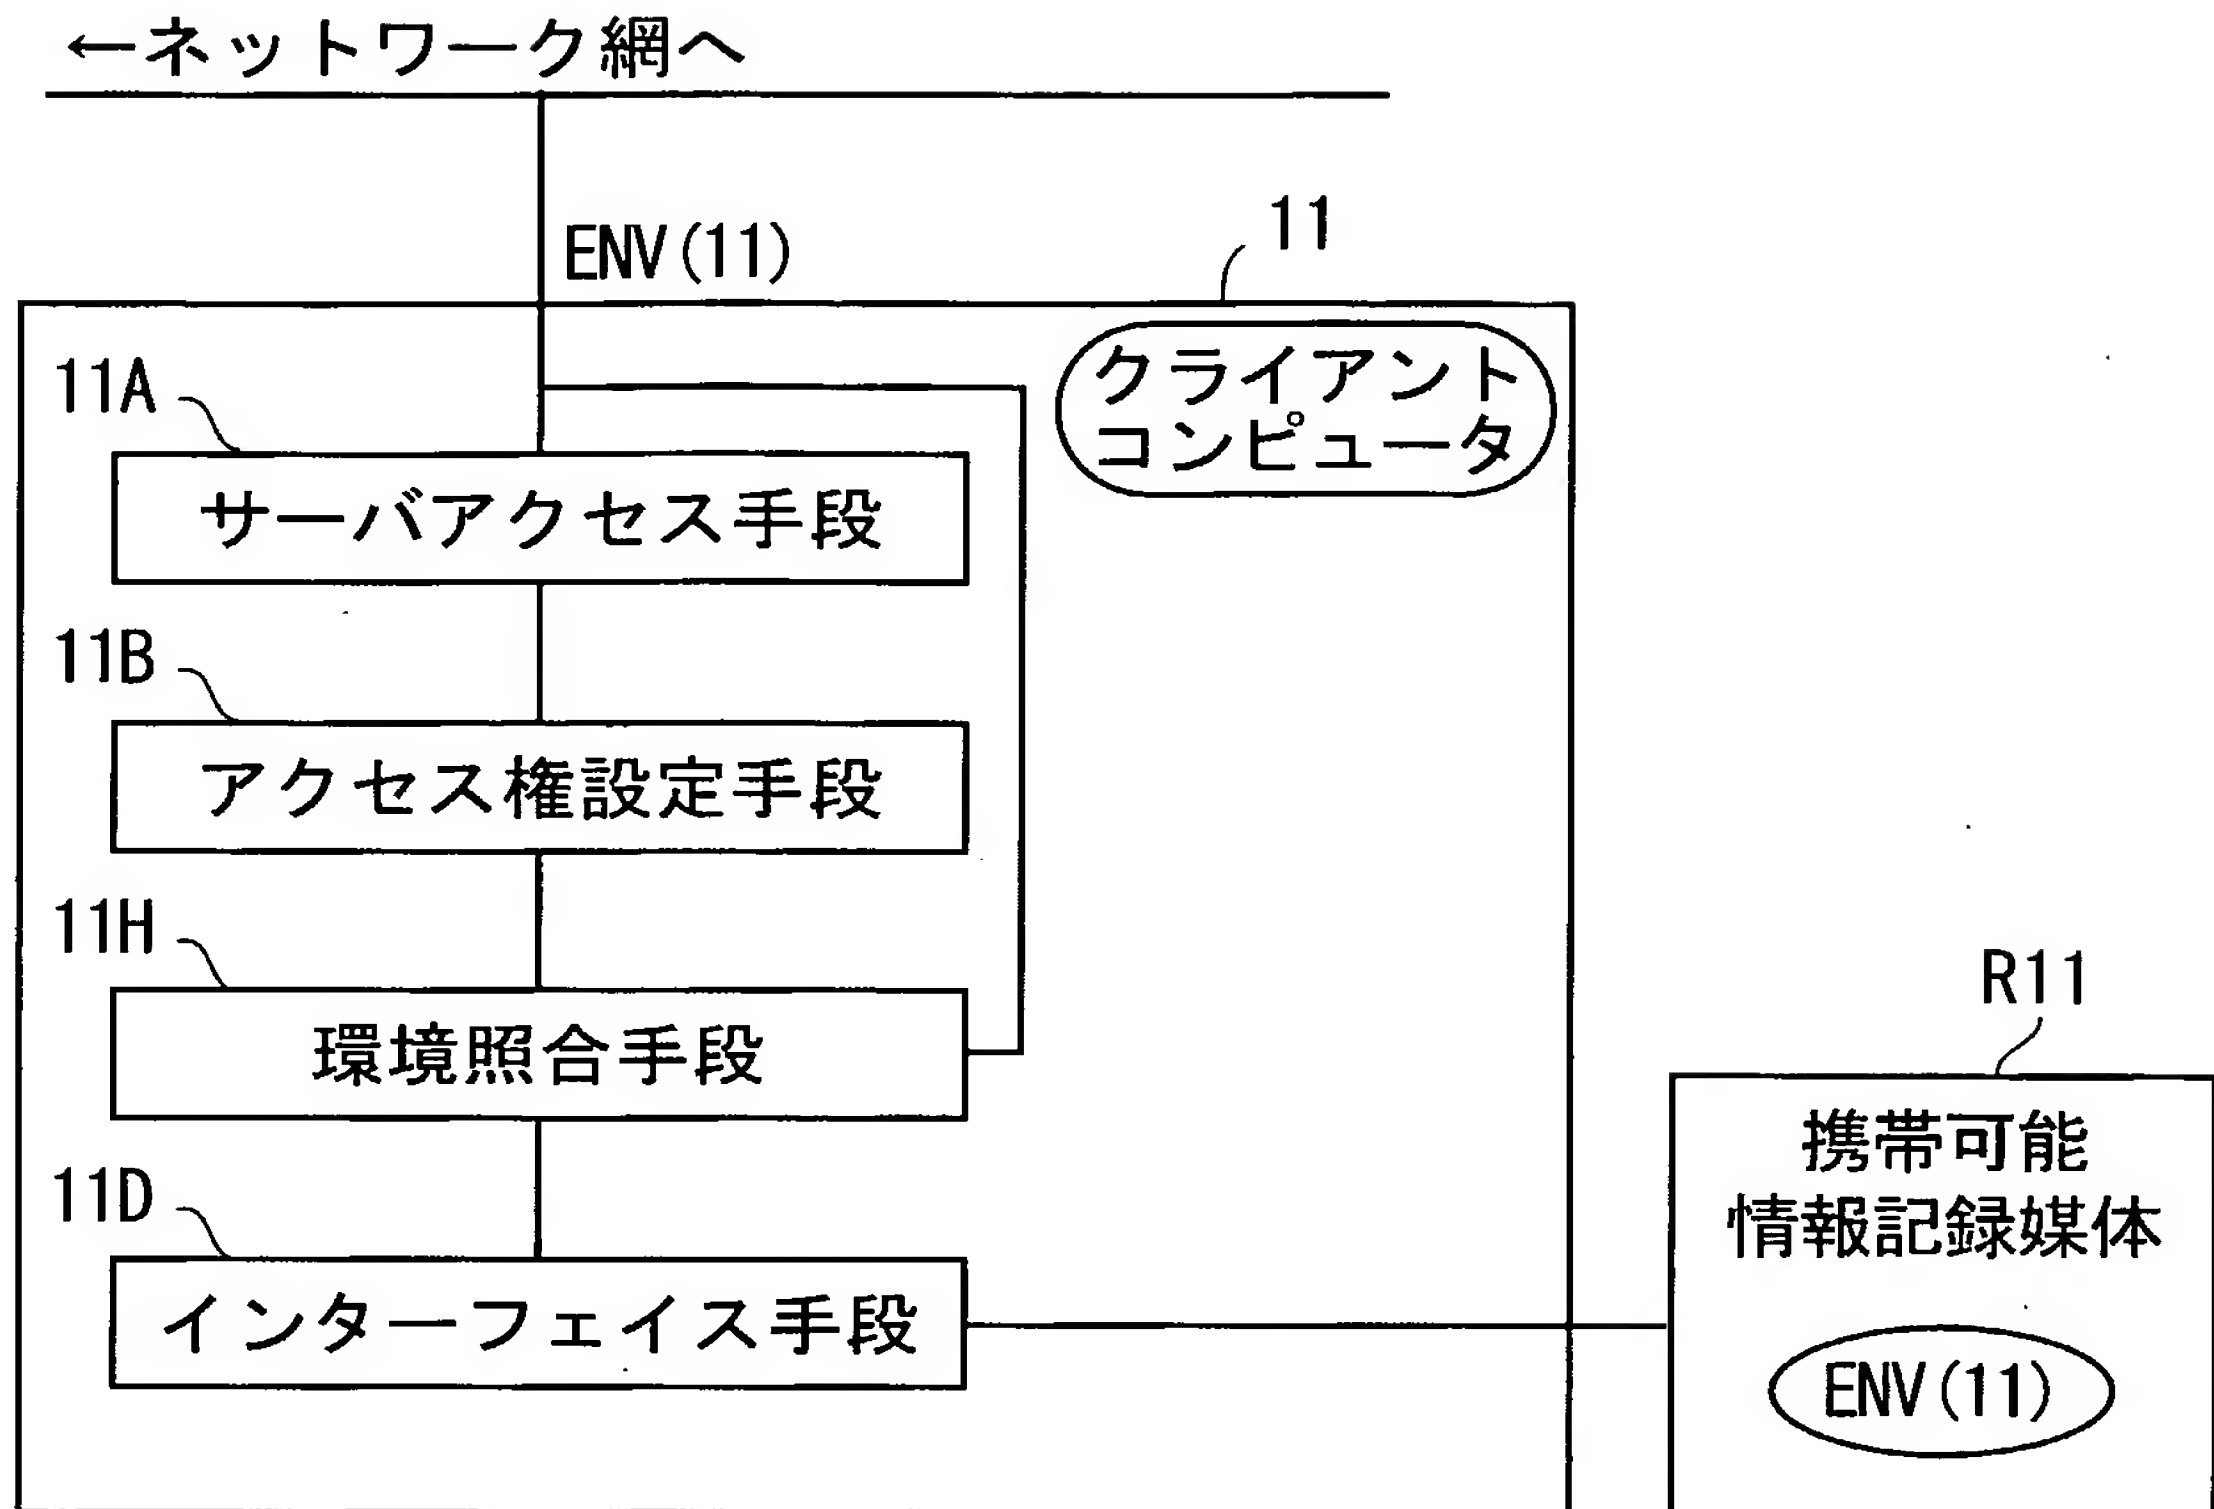 ←ネットワーク網へ
ENV(11)
11
クライアント
コンピュータ
11A
サーバアクセス手段
11B
アクセス権設定手段
11H
環境照合手段
11D
インターフェイス手段
R11
携帯可能
情報記録媒体
ENV(11)